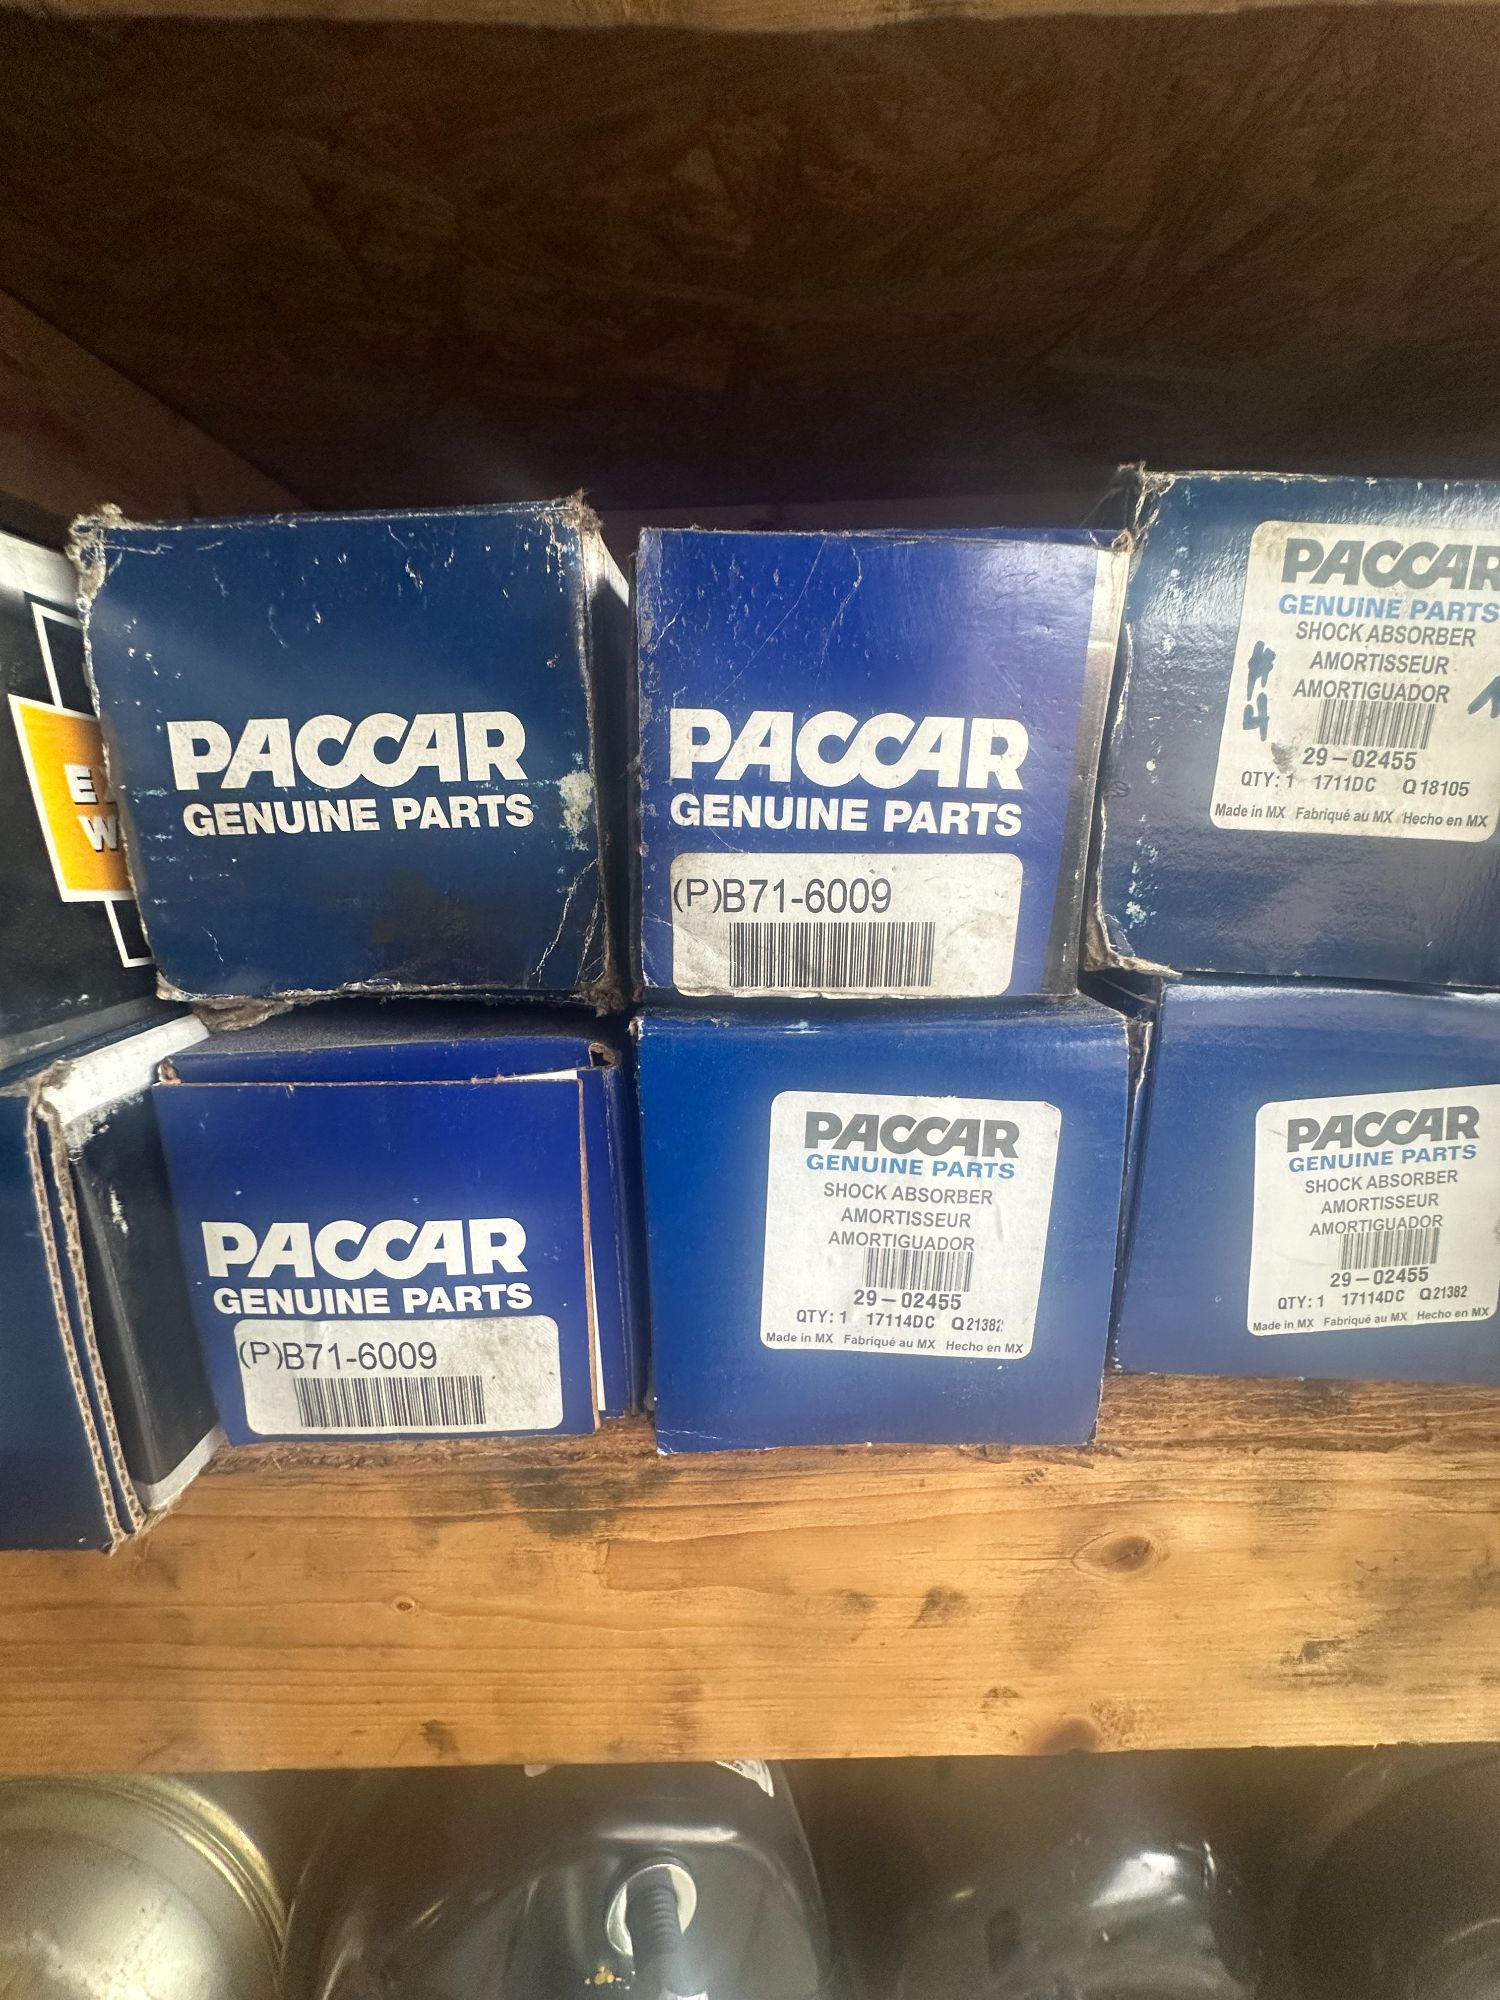 PACCAR
GENUINE PARTS
PACCAR
GENUINE PARTS
(P)B71-6009
PACCAR
GENUINE PARTS
SHOCK ABSORBER
AMORTISSEUR
AMORTIGUADOR
29-02455
QTY: 1 1711DC Q18105
Made in MX Fabriqué au MX Hecho en MX
#
4
PACCAR
GENUINE PARTS
(P)B71-6009
PACCAR
GENUINE PARTS
SHOCK ABSORBER
AMORTISSEUR
AMORTIGUADOR
29-02455
QTY: 1 17114DC Q21382
Made in MX Fabriqué au MX Hecho en MX
PACCAR
GENUINE PARTS
SHOCK ABSORBER
AMORTISSEUR
AMORTIGUADOR
29-02455
QTY: 1 17114DC Q21382
Made in MX Fabriqué au MX Hecho en MX